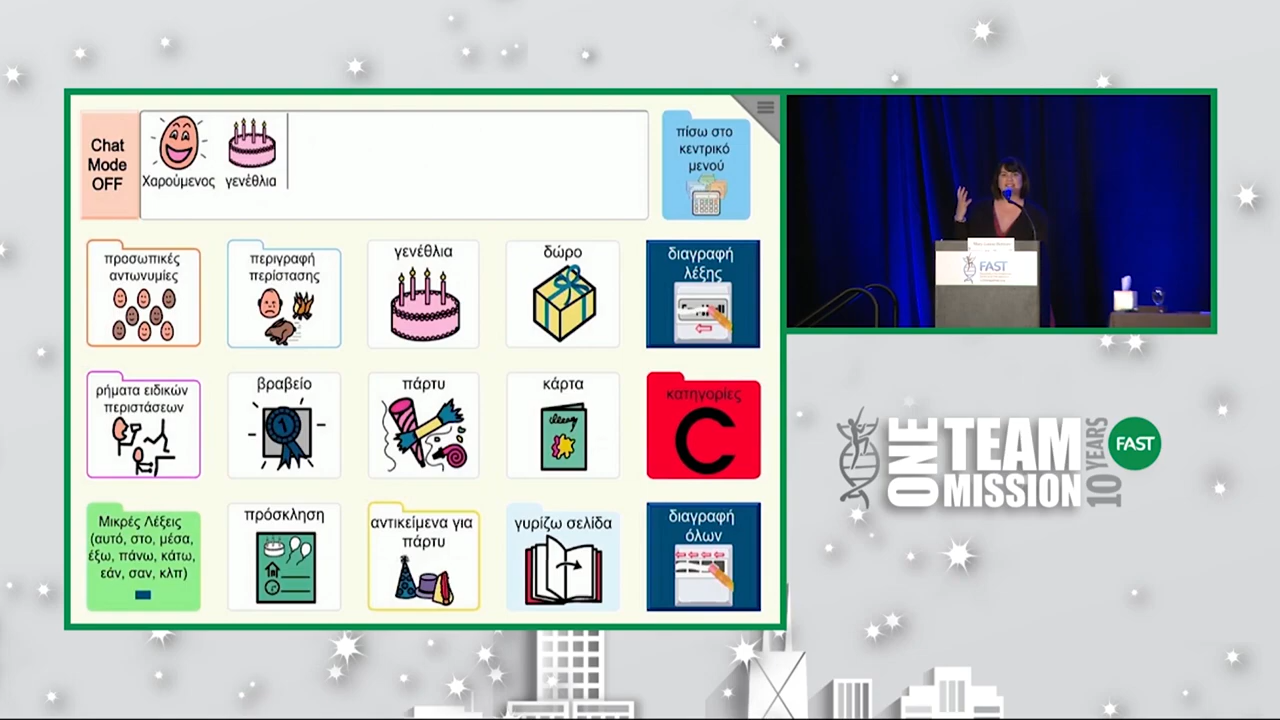 Chat
Mode
OFF
Χαρούμενος γενέθλια
πίσω στο
κεντρικό
μενού
προσωπικές
αντωνυμίες
περιγραφή
περίστασης
γενέθλια
δώρο
διαγραφή
λέξης
ρήματα ειδικών
περιστάσεων
βραβείο
1
πάρτυ
κάρτα
κατηγορίες
C
Μικρές Λέξεις
(αυτό, στο, μέσα,
έξω, πάνω, κάτω,
εάν, σαν, κλπ)
πρόσκληση
αντικείμενα για
πάρτυ
γυρίζω σελίδα
διαγραφή
όλων
FAST
ONE
TEAM
MISSION
10 YEARS
FAST